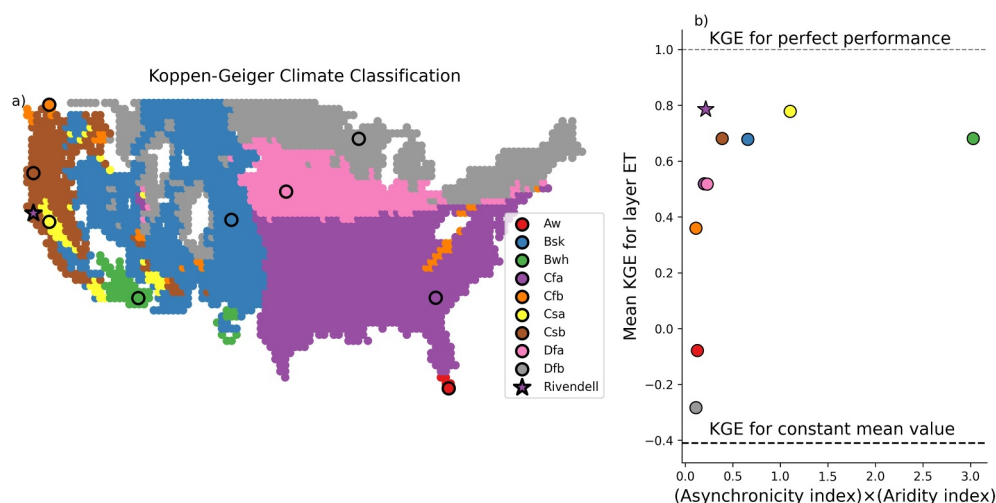 Koppen-Geiger Climate Classification
a)
Aw
Bsk
Bwh
Cfa
Cfb
Csa
Csb
Dfa
Dfb
Rivendell
b)
KGE for perfect performance
Mean KGE for layer ET
1.0
0.8
0.6
0.4
0.2
0.0
−0.2
−0.4
KGE for constant mean value
0.0 0.5 1.0 1.5 2.0 2.5 3.0
(Asynchronicity index)×(Aridity index)